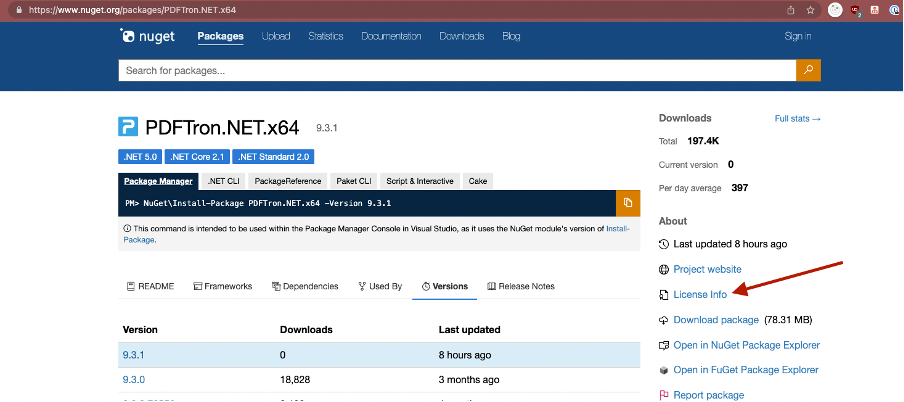 https://www.nuget.org/packages/PDFTron.NET.x64
nuget Packages Upload Statistics Documentation Downloads Blog Sign in
Search for packages...
PDFTron.NET.x64 9.3.1
.NET 5.0 .NET Core 2.1 .NET Standard 2.0
Package Manager .NET CLI PackageReference Paket CLI Script & Interactive Cake
PM> NuGet\Install-Package PDFTron.NET.x64 -Version 9.3.1
This command is intended to be used within the Package Manager Console in Visual Studio, as it uses the NuGet module's version of Install-
Package.
README Frameworks Dependencies Used By Versions Release Notes
Version Downloads Last updated
9.3.1 0 8 hours ago
9.3.0 18,828 3 months ago
Downloads Full stats →
Total 197.4K
Current version 0
Per day average 397
About
Last updated 8 hours ago
Project website
License Info
Download package (78.31 MB)
Open in NuGet Package Explorer
Open in FuGet Package Explorer
Report package